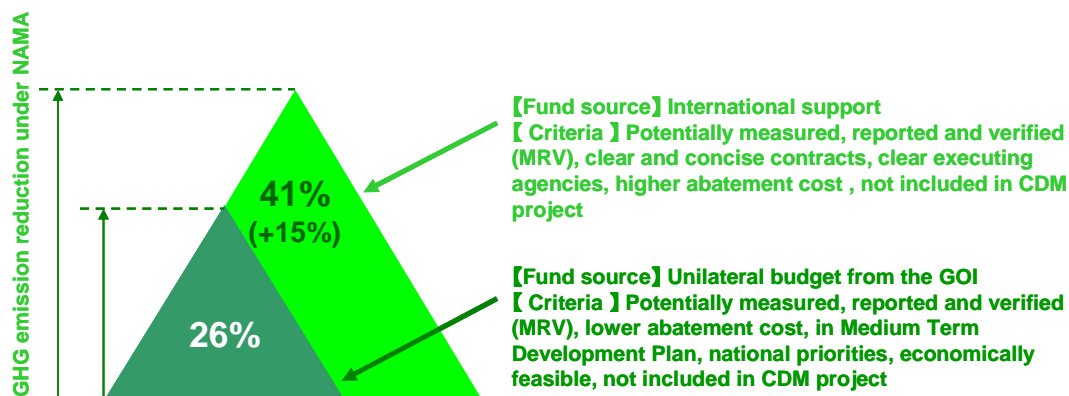 GHG emission reduction under NAMA
【Fund source】 International support
【 Criteria 】 Potentially measured, reported and verified
(MRV), clear and concise contracts, clear executing
agencies, higher abatement cost , not included in CDM
project
41%
(+15%)
【Fund source】 Unilateral budget from the GOI
【 Criteria 】 Potentially measured, reported and verified
(MRV), lower abatement cost, in Medium Term
Development Plan, national priorities, economically
feasible, not included in CDM project
26%